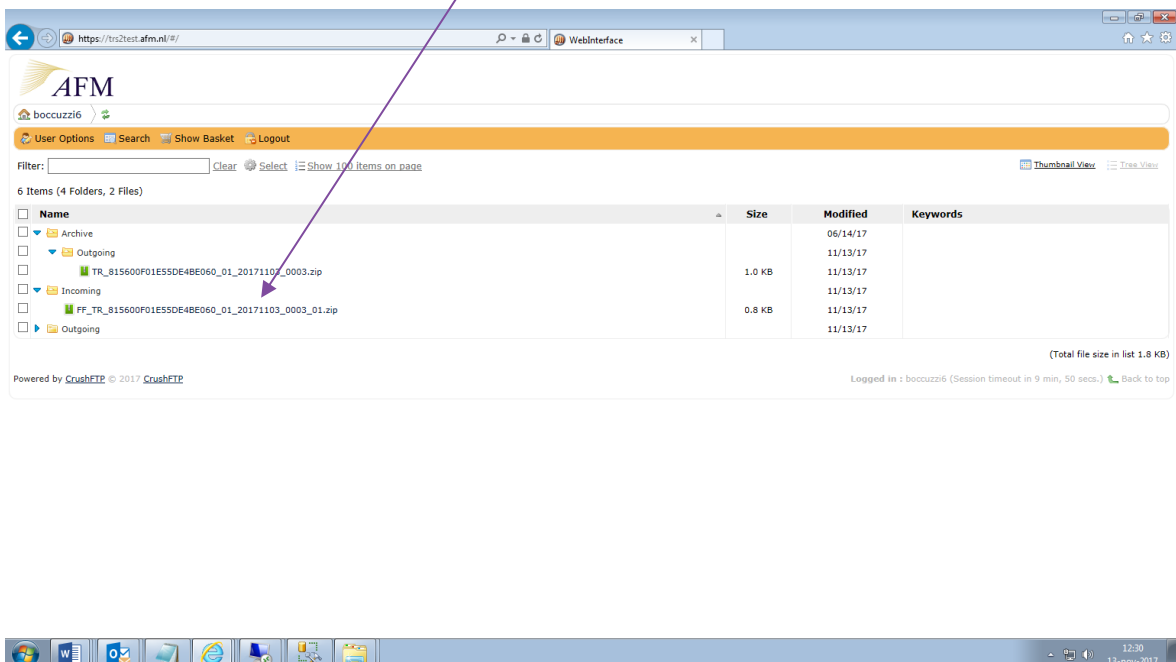 https://trs2test.afm.nl/#/
WebInterface
AFM
boccuzzi6
User Options Search Show Basket Logout
Filter: Clear Select Show 100 items on page Thumbnail View Tree View
6 Items (4 Folders, 2 Files)
Name Size Modified Keywords
Archive 06/14/17
Outgoing 11/13/17
TR_815600F01E55DE4BE060_01_20171103_0003.zip 1.0 KB 11/13/17
Incoming 11/13/17
FF_TR_815600F01E55DE4BE060_01_20171103_0003_01.zip 0.8 KB 11/13/17
Outgoing 11/13/17
(Total file size in list 1.8 KB)
Powered by CrushFTP © 2017 CrushFTP Logged in : boccuzzi6 (Session timeout in 9 min, 50 secs.) Back to top
12:30
13-nov-2017